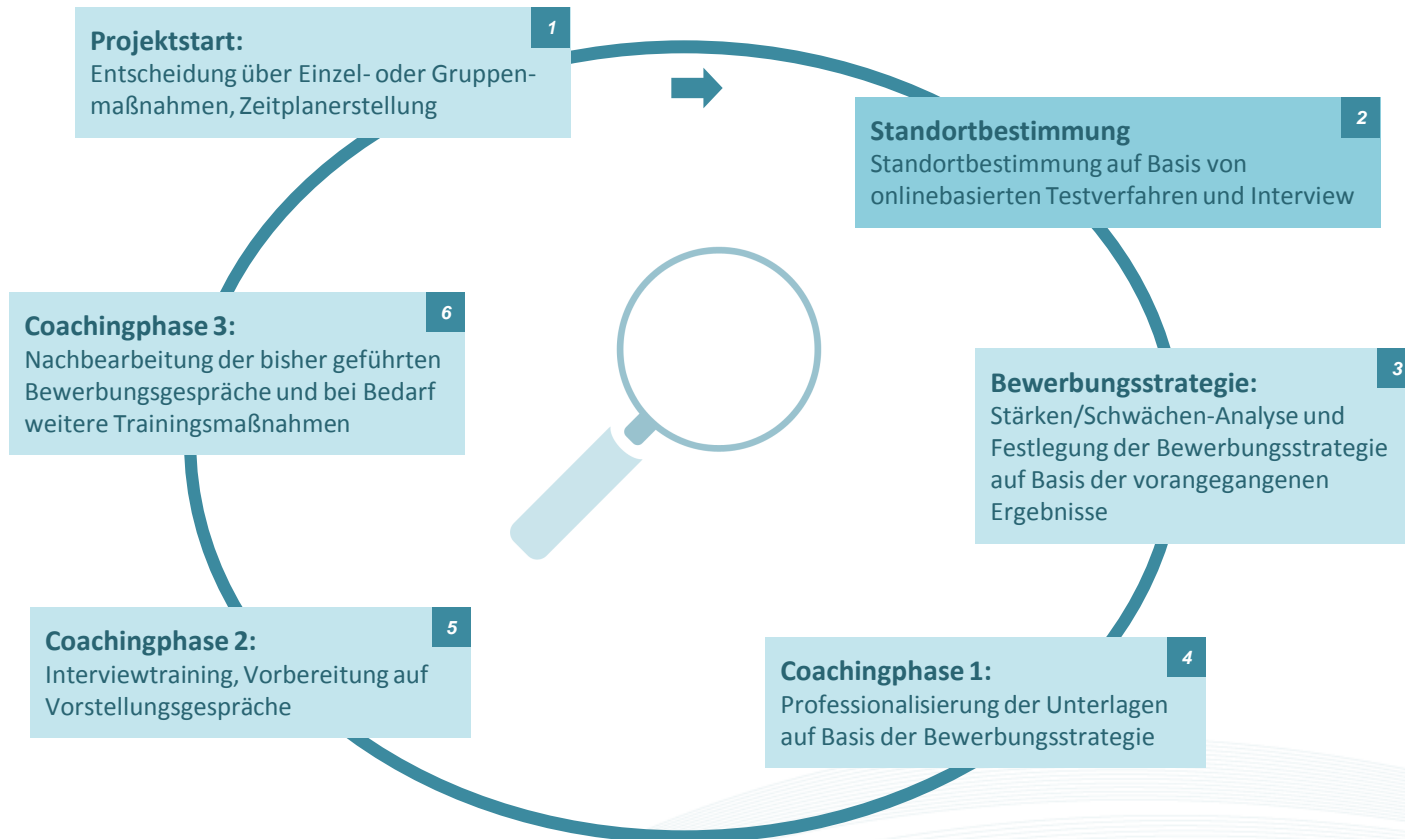 1
Projektstart:
Entscheidung über Einzel- oder Gruppen-
maßnahmen, Zeitplanerstellung
2
Standortbestimmung
Standortbestimmung auf Basis von
onlinebasierten Testverfahren und Interview
3
Bewerbungsstrategie:
Stärken/Schwächen-Analyse und
Festlegung der Bewerbungsstrategie
auf Basis der vorangegangenen
Ergebnisse
4
Coachingphase 1:
Professionalisierung der Unterlagen
auf Basis der Bewerbungsstrategie
5
Coachingphase 2:
Interviewtraining, Vorbereitung auf
Vorstellungsgespräche
6
Coachingphase 3:
Nachbearbeitung der bisher geführten
Bewerbungsgespräche und bei Bedarf
weitere Trainingsmaßnahmen